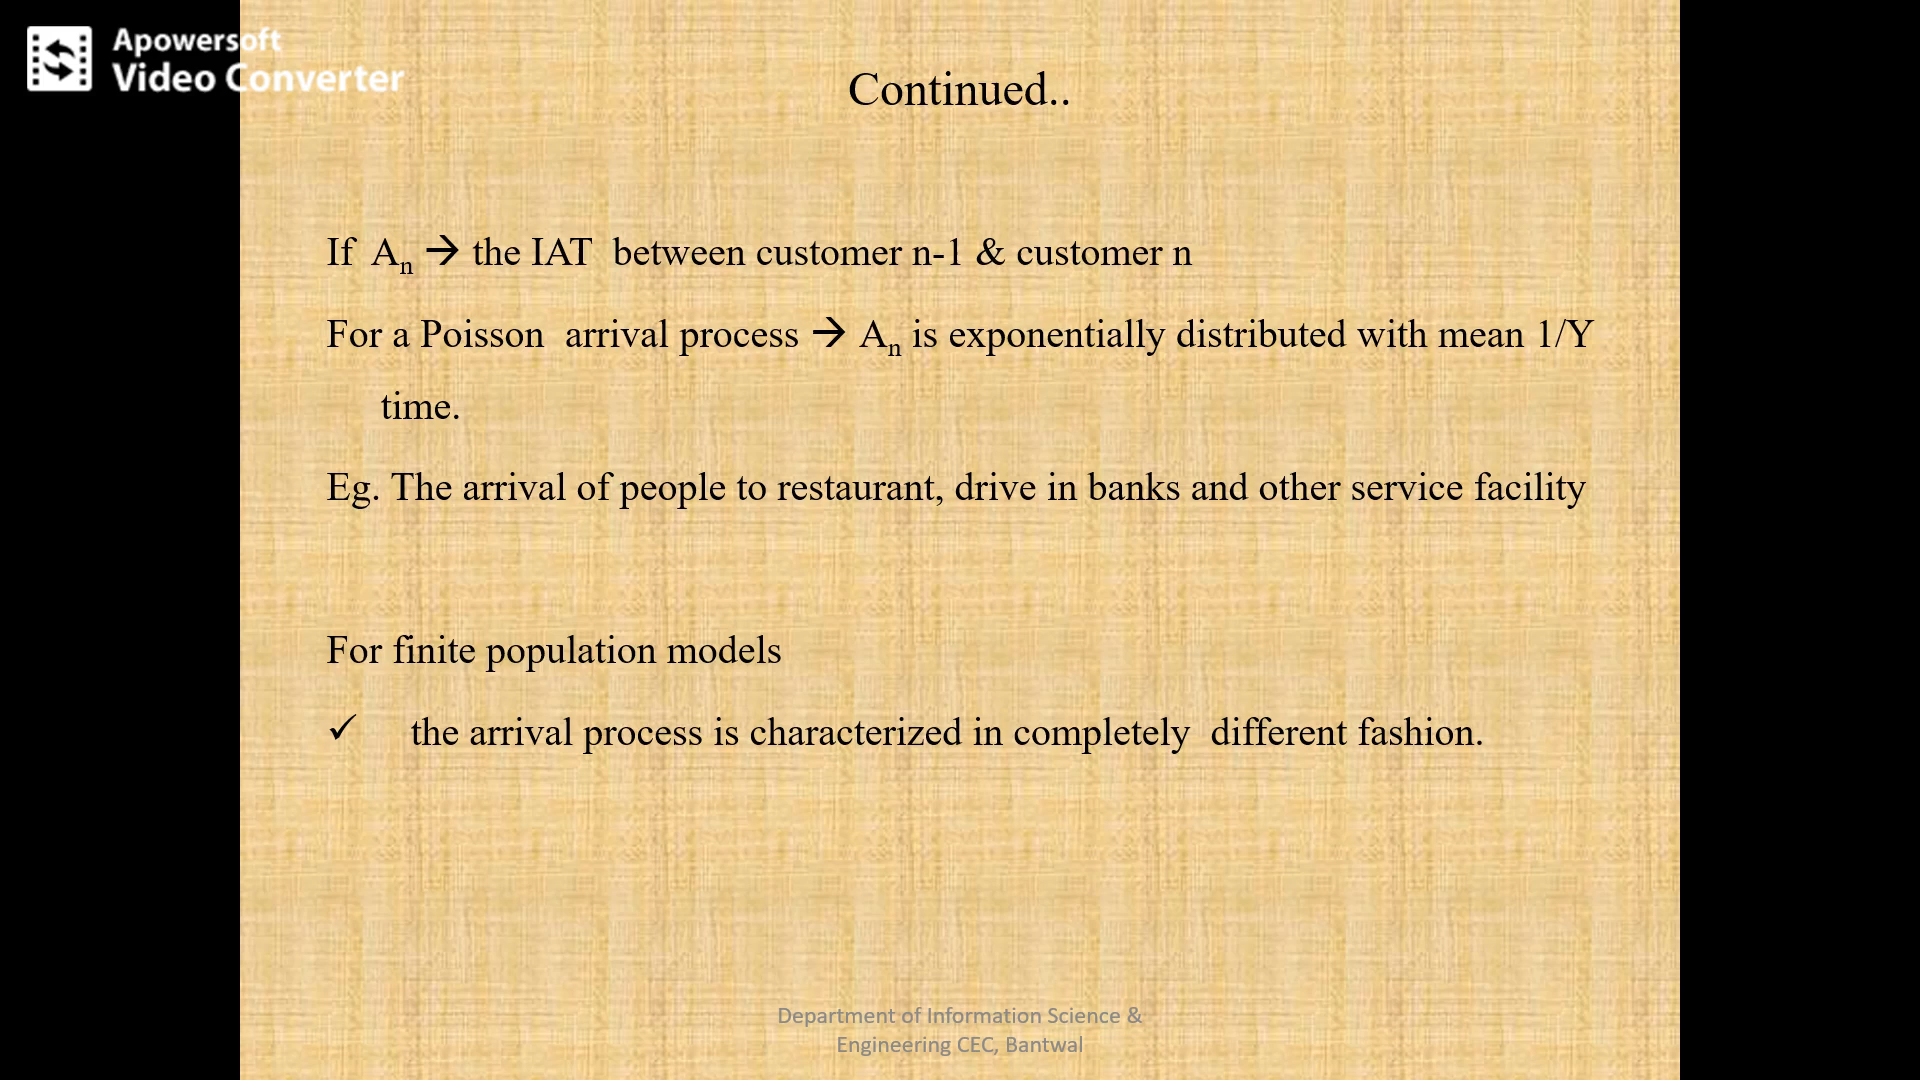 Apowersoft
Video Converter
Continued..
If An → the IAT between customer n-1 & customer n
For a Poisson arrival process → An is exponentially distributed with mean 1/Y
time.
Eg. The arrival of people to restaurant, drive in banks and other service facility
For finite population models
✓ the arrival process is characterized in completely different fashion.
Department of Information Science &
Engineering CEC, Bantwal